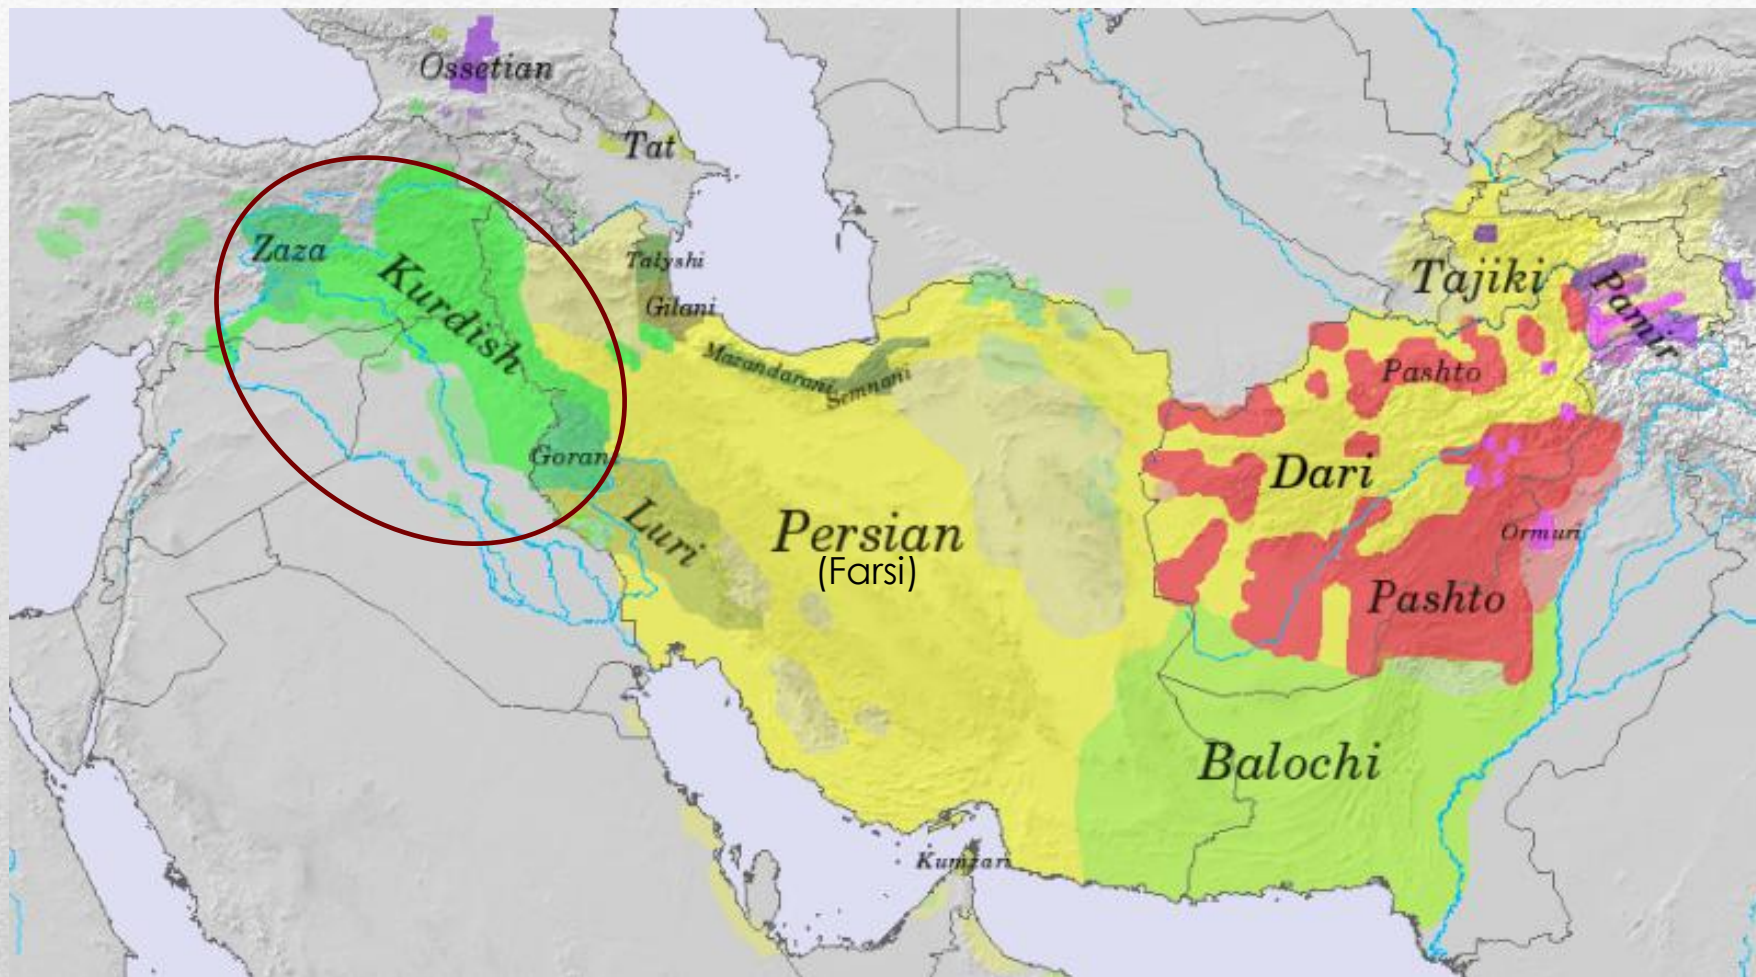 Ossetian
Tat
Zaza
Kurdish
Talyshi
Gilani
Mazandarani
Semnani
Tajiki
Pamir
Pashto
Goran
Dari
Luri
Persian
(Farsi)
Ormuri
Pashto
Balochi
Kumzari